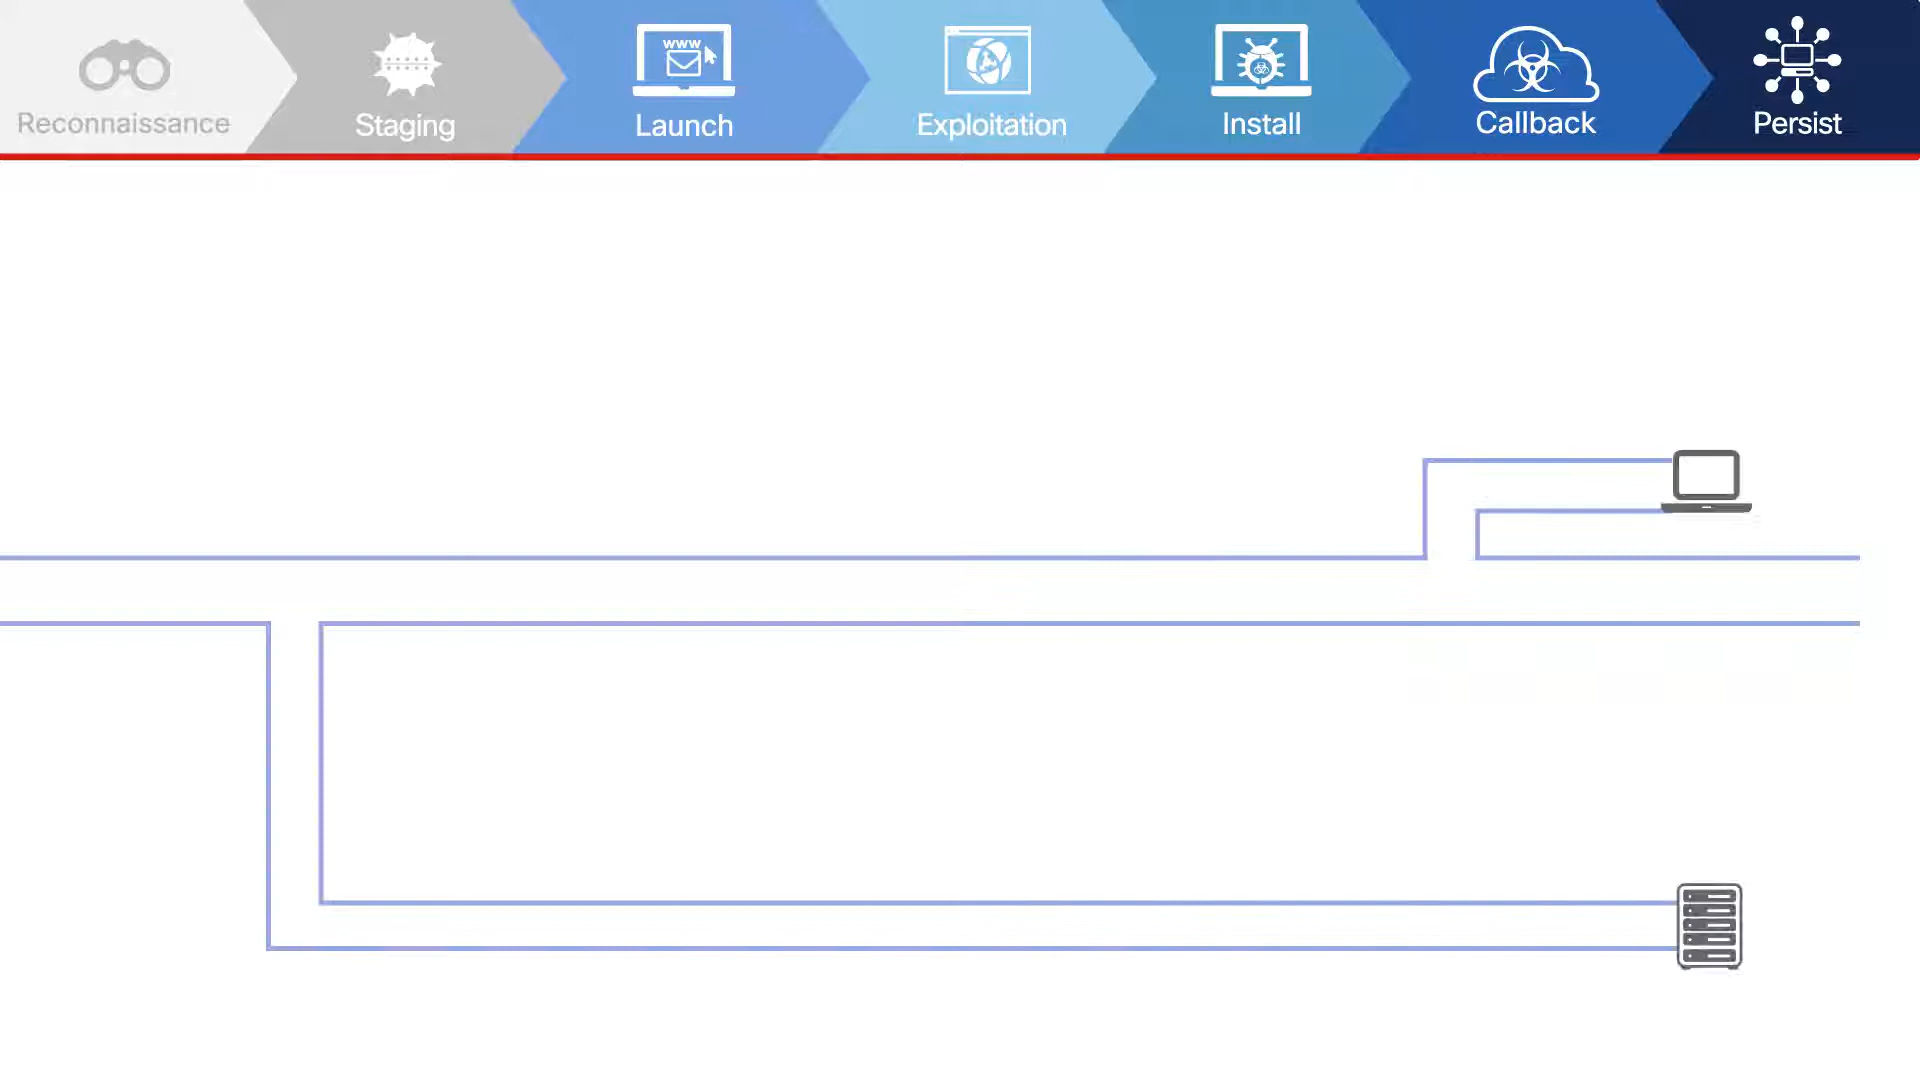 Reconnaissance
Staging
www
Launch
Exploitation
Install
Callback
Persist